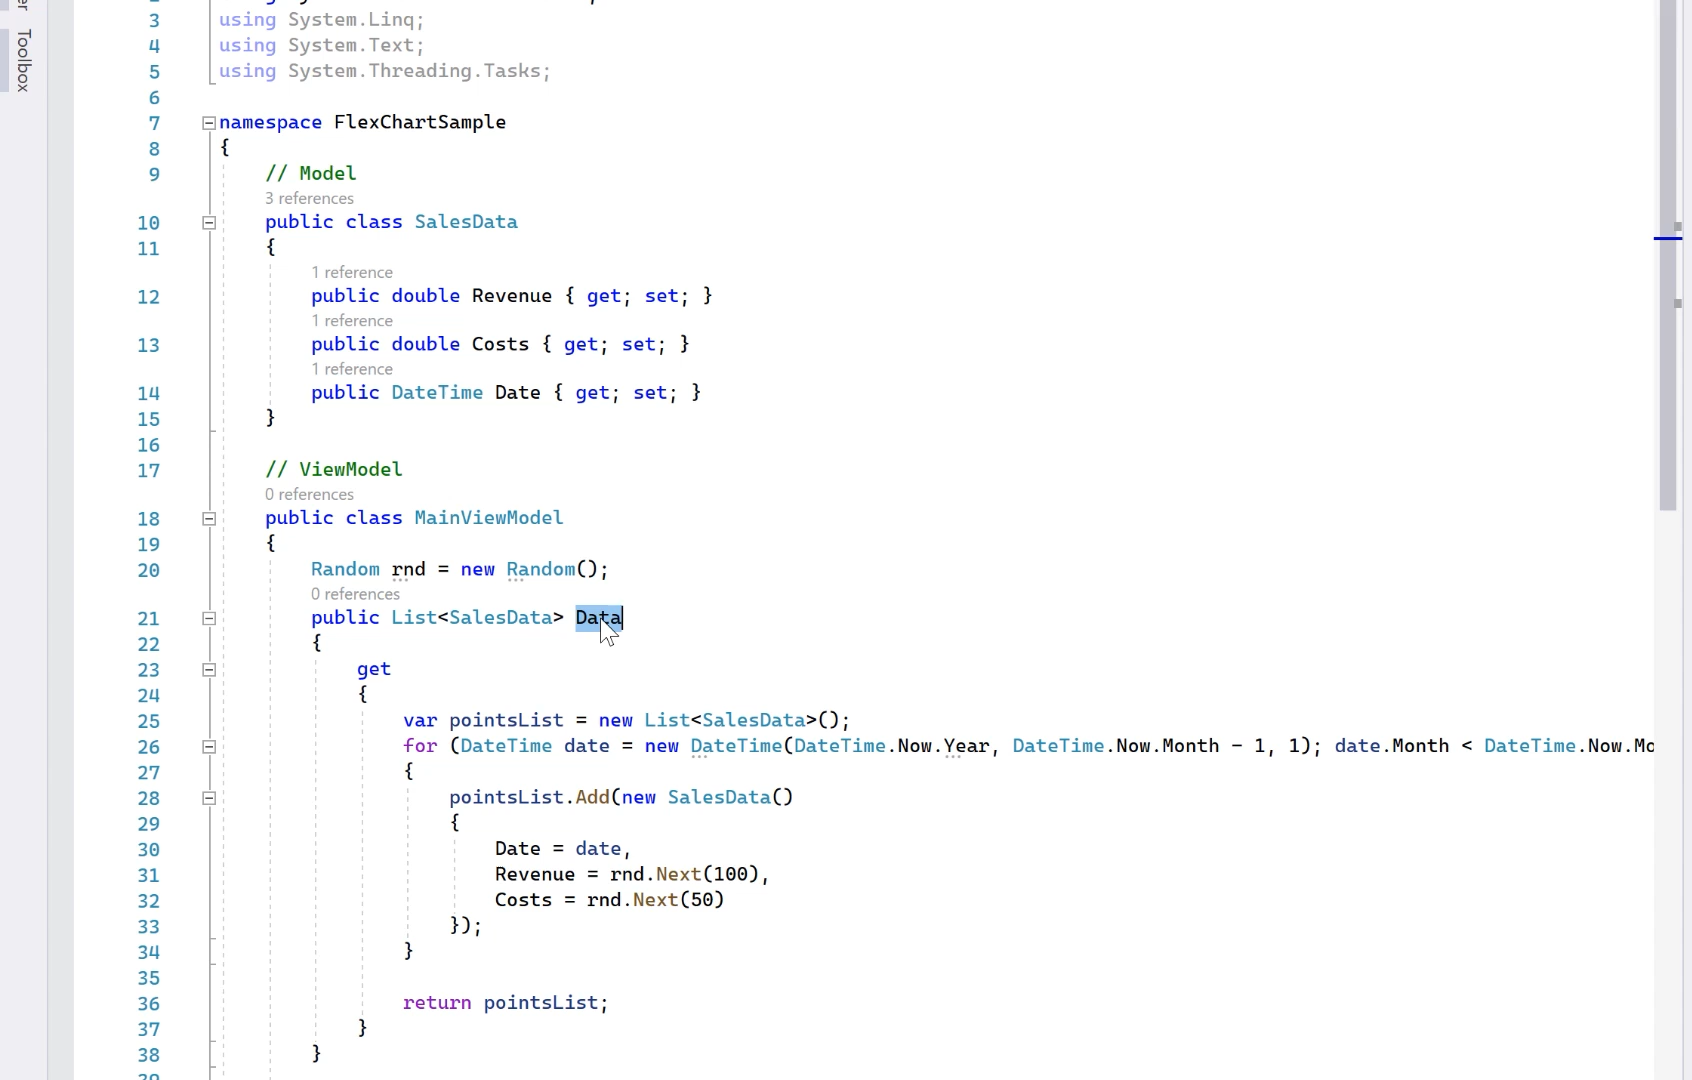 er
Toolbox
3 using System.Linq;
4 using System.Text;
5 using System.Threading.Tasks;
6
7 namespace FlexChartSample
8 {
9 // Model
3 references
10 public class SalesData
11 {
1 reference
12 public double Revenue { get; set; }
1 reference
13 public double Costs { get; set; }
1 reference
14 public DateTime Date { get; set; }
15 }
16
17 // ViewModel
0 references
18 public class MainViewModel
19 {
20 Random rnd = new Random();
0 references
21 public List<SalesData> Data
22 {
23 get
24 {
25 var pointsList = new List<SalesData>();
26 for (DateTime date = new DateTime(DateTime.Now.Year, DateTime.Now.Month - 1, 1); date.Month < DateTime.Now.Mo
27 {
28 pointsList.Add(new SalesData()
29 {
30 Date = date,
31 Revenue = rnd.Next(100),
32 Costs = rnd.Next(50)
33 });
34 }
35
36 return pointsList;
37 }
38 }